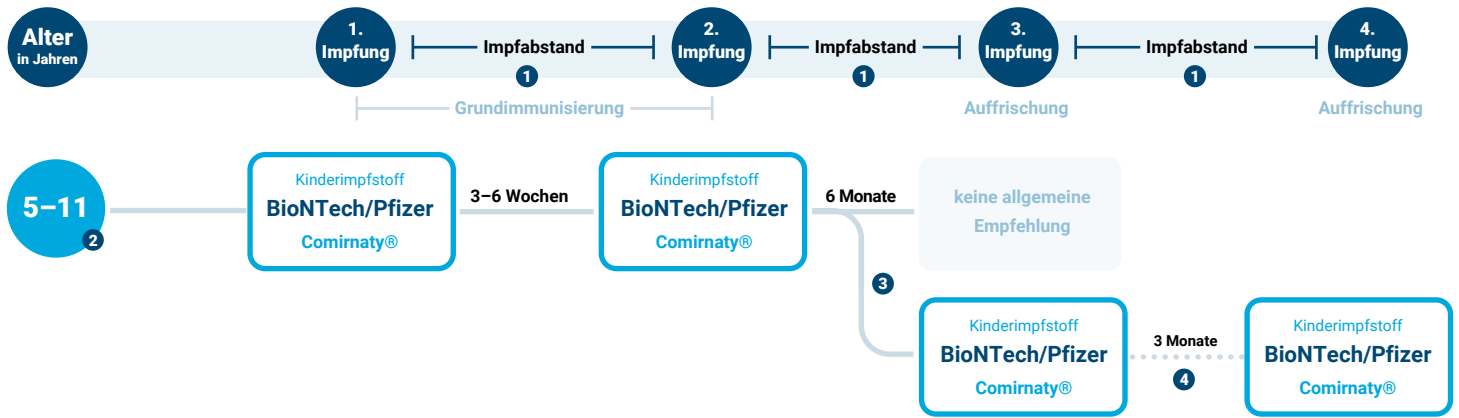 Alter
in Jahren
1.
Impfung
Impfabstand
1
2.
Impfung
Impfabstand
1
3.
Impfung
Impfabstand
1
4.
Impfung
Grundimmunisierung
Auffrischung
Auffrischung
5–11
2
Kinderimpfstoff
BioNTech/Pfizer
Comirnaty®
3–6 Wochen
Kinderimpfstoff
BioNTech/Pfizer
Comirnaty®
6 Monate
keine allgemeine
Empfehlung
3
Kinderimpfstoff
BioNTech/Pfizer
Comirnaty®
3 Monate
4
Kinderimpfstoff
BioNTech/Pfizer
Comirnaty®